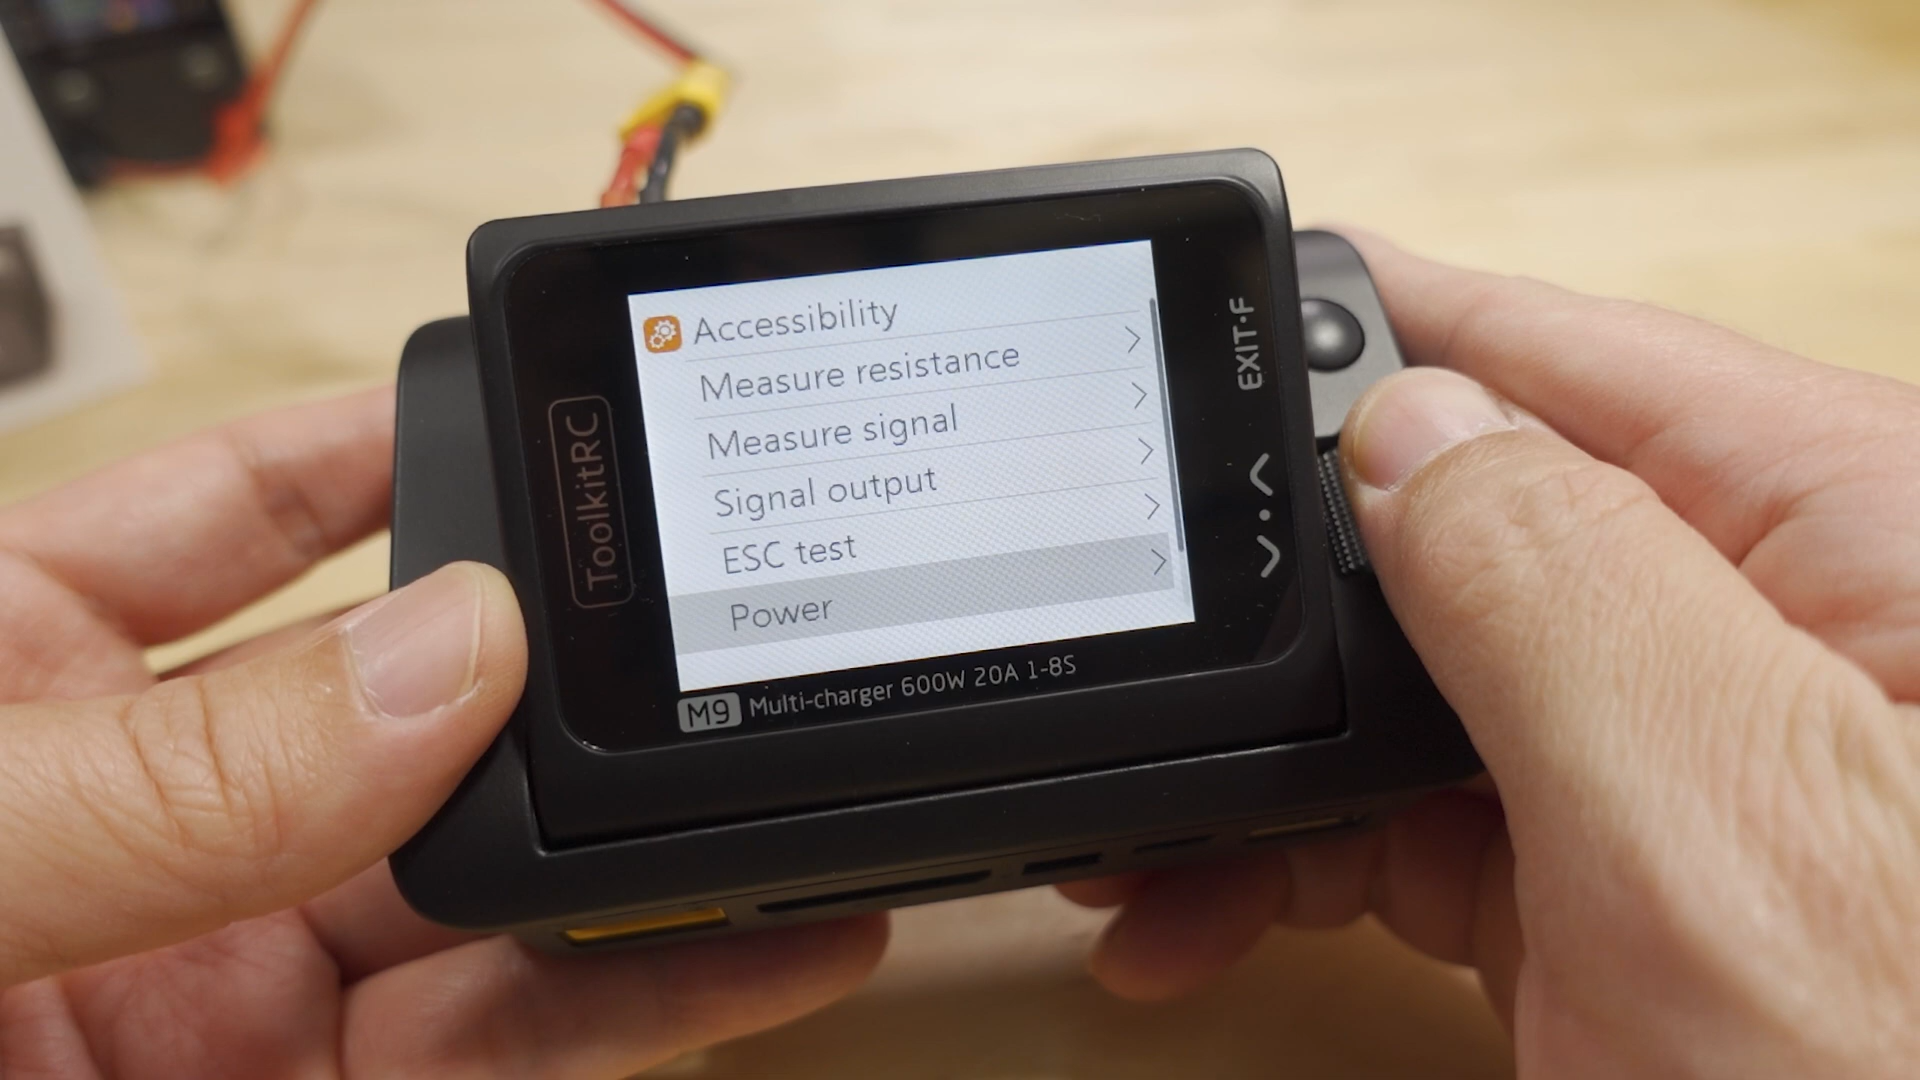 Accessibility
Measure resistance
Measure signal
Signal output
ESC test
Power
ToolkitRC
EXIT·F
M9 Multi-charger 600W 20A 1-8S